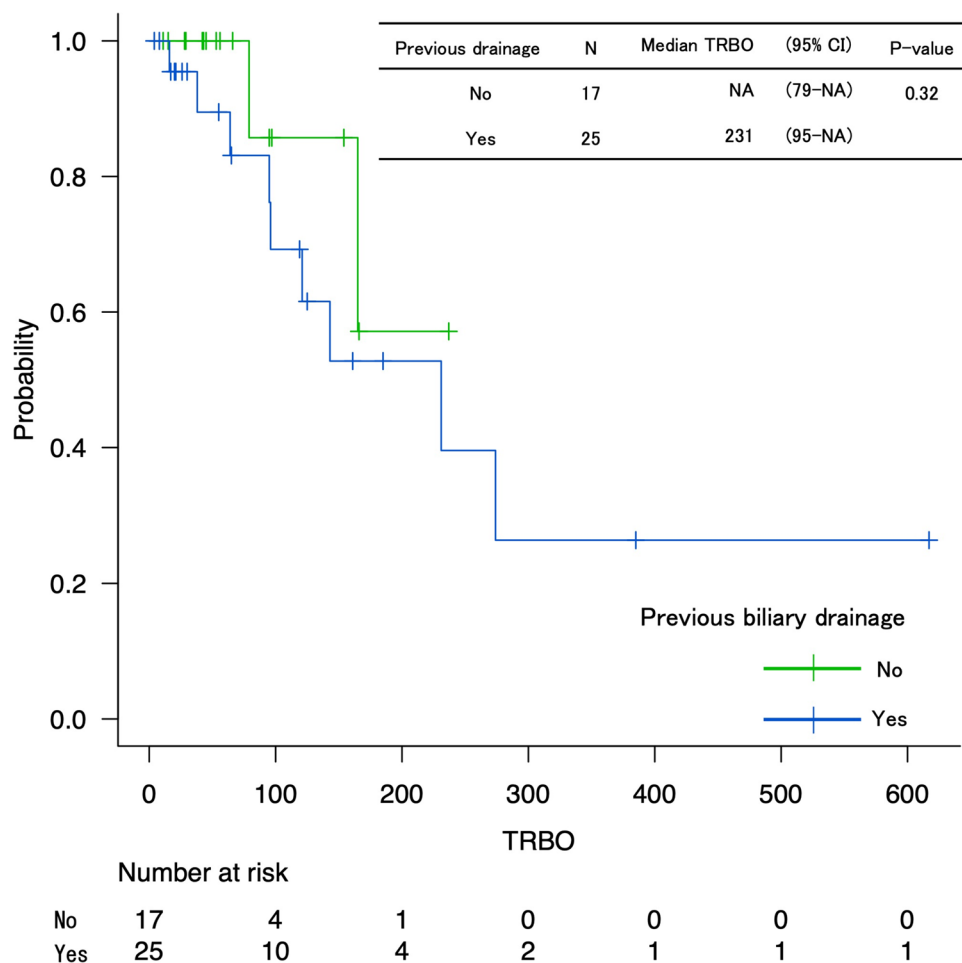 Previous drainage N Median TRBO (95% CI) P-value
No 17 NA (79-NA) 0.32
Yes 25 231 (95-NA)
1.0
0.8
0.6
0.4
0.2
0.0
Probability
Previous biliary drainage
No
Yes
0 100 200 300 400 500 600
TRBO
Number at risk
No 17 4 1 0 0 0 0
Yes 25 10 4 2 1 1 1